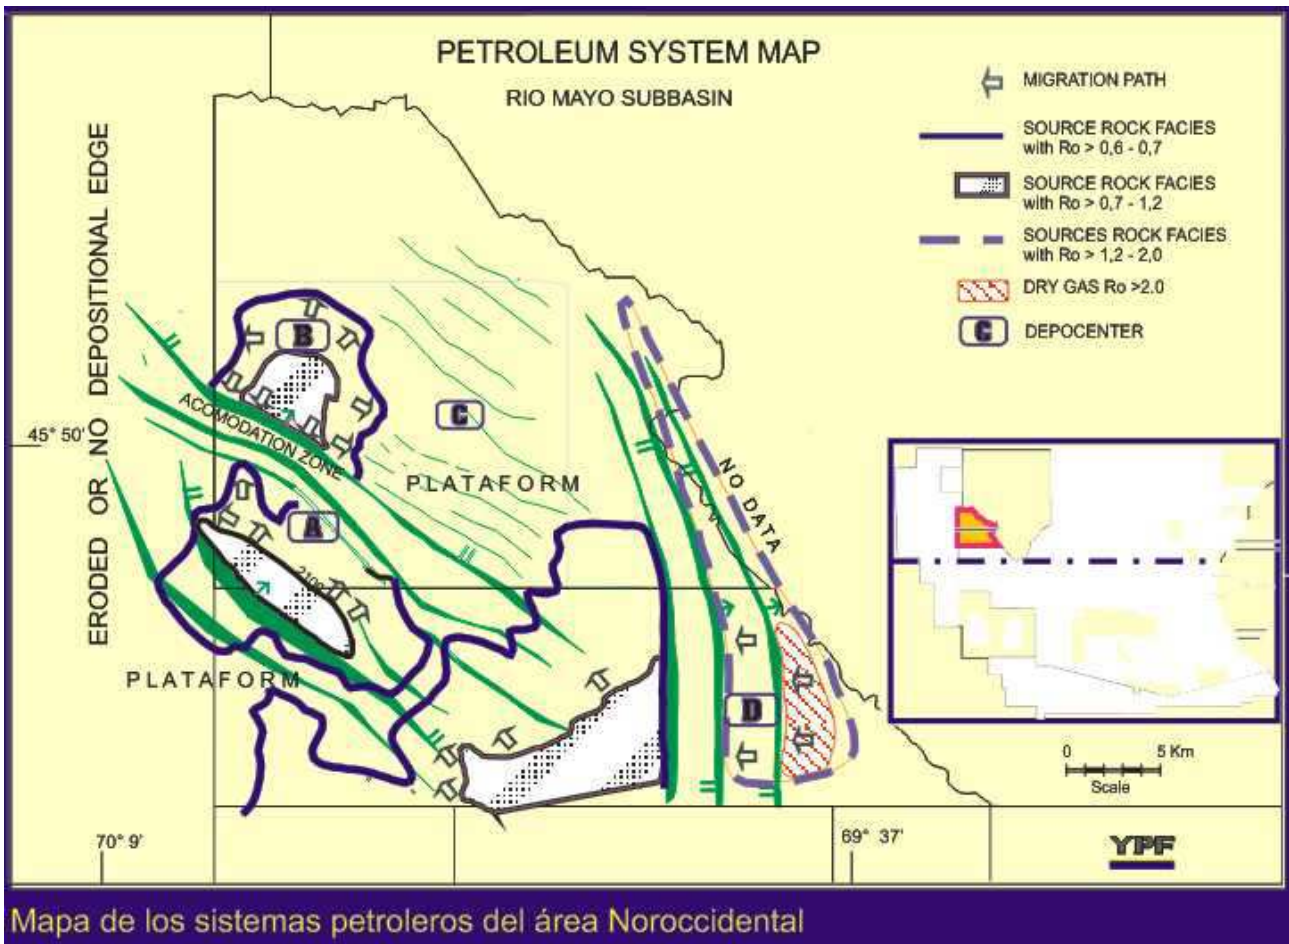 PETROLEUM SYSTEM MAP
RIO MAYO SUBBASIN
MIGRATION PATH
SOURCE ROCK FACIES
with Ro > 0,6 - 0,7
SOURCE ROCK FACIES
with Ro > 0,7 - 1,2
SOURCES ROCK FACIES
with Ro > 1,2 - 2,0
DRY GAS Ro >2.0
C DEPOCENTER
ERODED OR NO DEPOSITIONAL EDGE
B
ACOMODATION ZONE
C
45° 50'
PLATAFORM
NO DATA
A
PLATAFORM
D
0 5 Km
Scale
70° 9'
69° 37'
YPF
Mapa de los sistemas petroleros del área Noroccidental